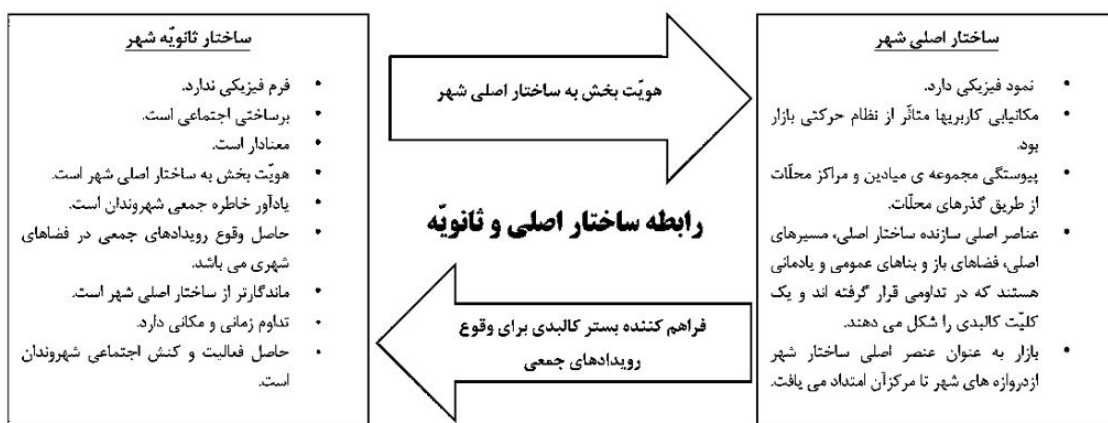 ساختار اصلی شهر
• نمود فیزیکی دارد.
• مکانیابی کاربریها متاثّر از نظام حرکتی بازار
بود.
• پیوستگی مجموعه ی میادین و مراکز محلّات
از طریق گذرهای محلّات.
• عناصر اصلی سازنده ساختار اصلی، مسیرهای
اصلی، فضاهای باز و بناهای عمومی و یادمانی
هستند که در تداومی قرار گرفته اند و یک
کلیّت کالبدی را شکل می دهند.
• بازار به عنوان عنصر اصلی ساختار شهر
ازدروازه های شهر تا مرکزآن امتداد می یافت.
هویّت بخش به ساختار اصلی شهر
رابطه ساختار اصلی و ثانویّه
فراهم کننده بستر کالبدی برای وقوع
رویدادهای جمعی
ساختار ثانویّه شهر
• فرم فیزیکی ندارد.
• برساختی اجتماعی است.
• معنادار است.
• هویّت بخش به ساختار اصلی شهر است.
• یادآور خاطره جمعی شهروندان است.
• حاصل وقوع رویدادهای جمعی در فضاهای
شهری می باشد.
• ماندگارتر از ساختار اصلی شهر است.
• تداوم زمانی و مکانی دارد.
• حاصل فعالیت و کنش اجتماعی شهروندان
است.